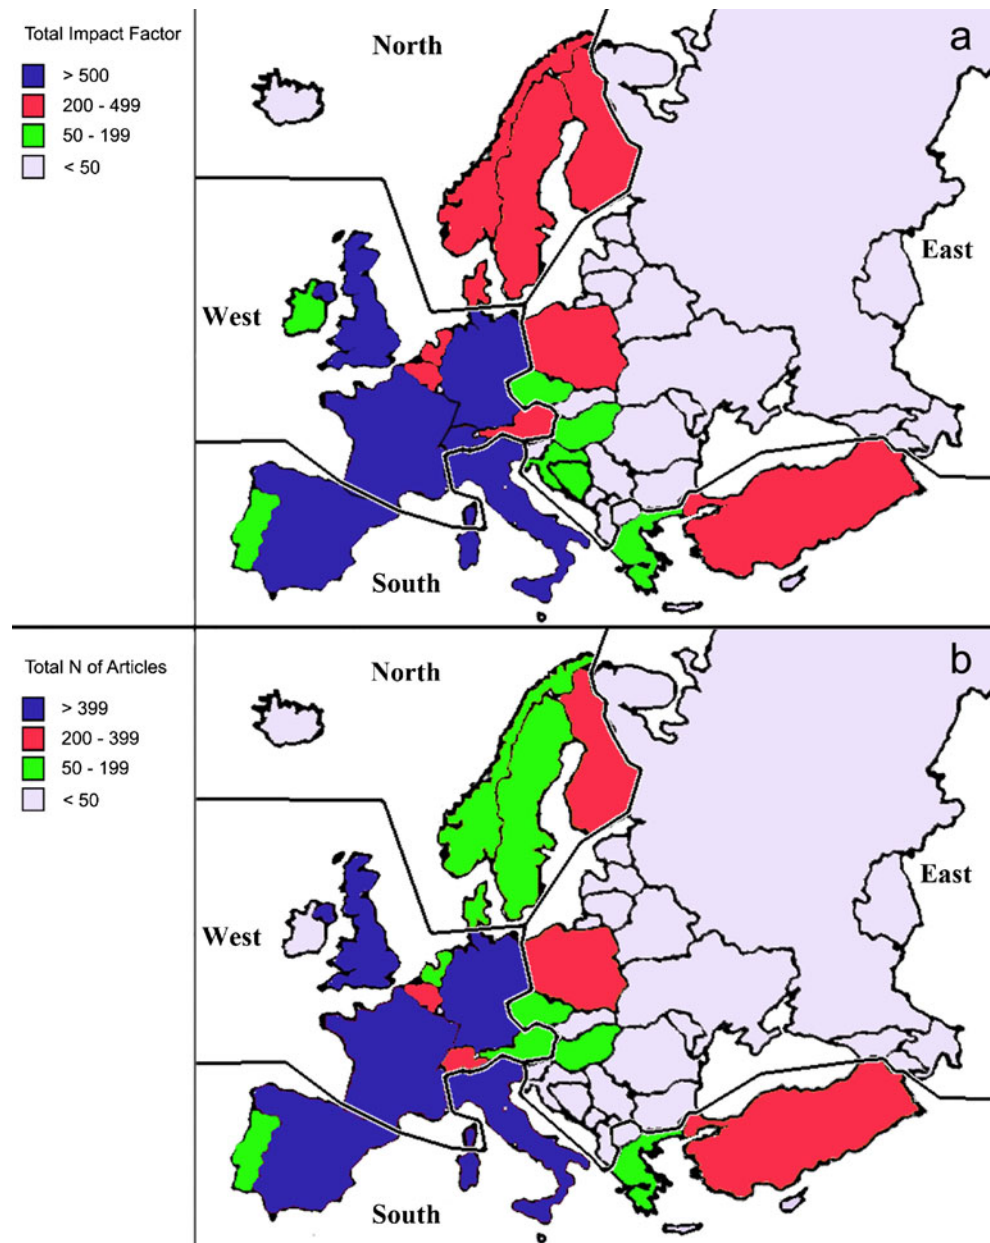 Total Impact Factor
> 500
200 - 499
50 - 199
< 50
North
a
East
West
South
Total N of Articles
> 399
200 - 399
50 - 199
< 50
North
b
East
West
South